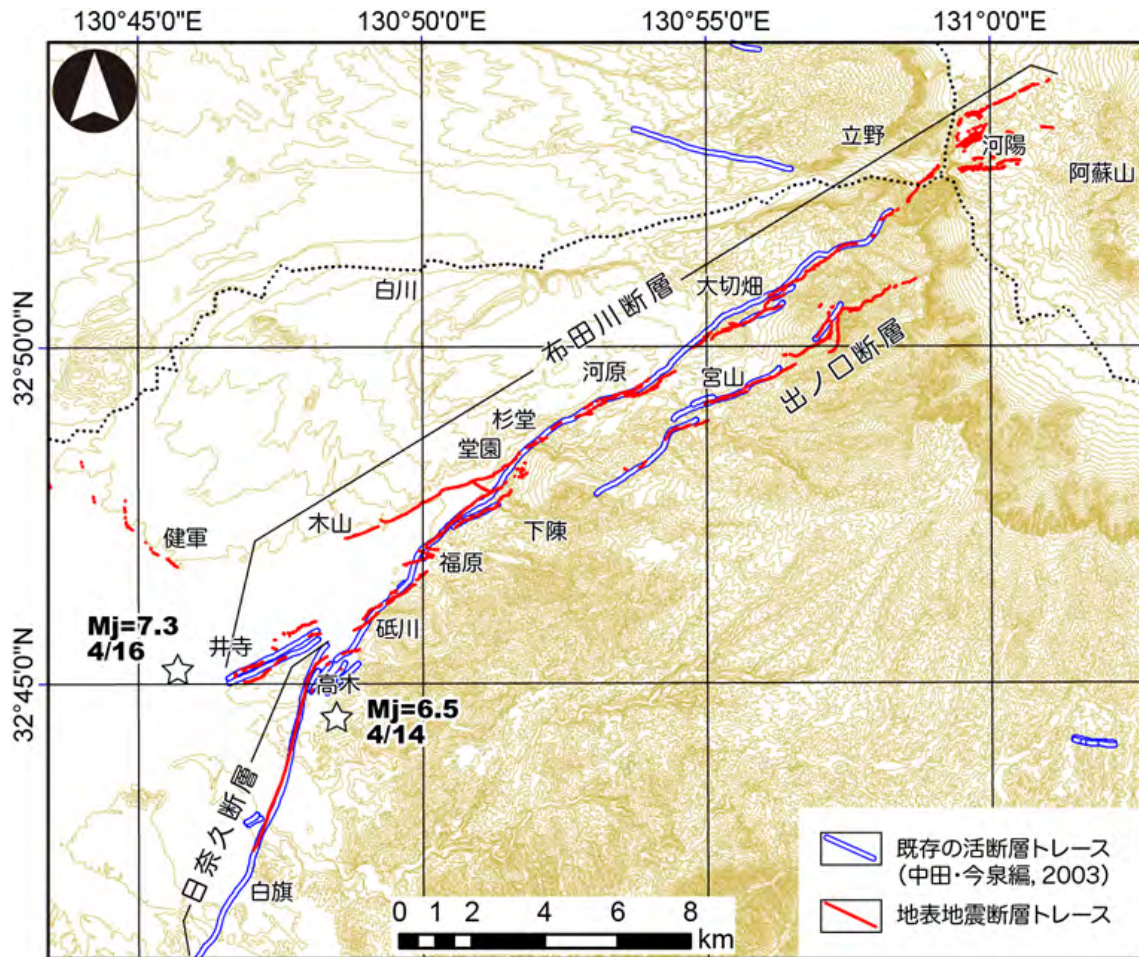 130°45'0"E
130°50'0"E
130°55'0"E
131°0'0"E
立野
河陽
阿蘇山
白川
大切畑
32°50'0"N
布田川断層
河原
宮山
出ノ口断層
杉堂
堂園
木山
下陳
健軍
福原
Mj=7.3
4/16
井寺
砥川
32°45'0"N
高木
Mj=6.5
4/14
日奈久断層
白旗
既存の活断層トレース
(中田・今泉編, 2003)
地表地震断層トレース
0 1 2 4 6 8
km